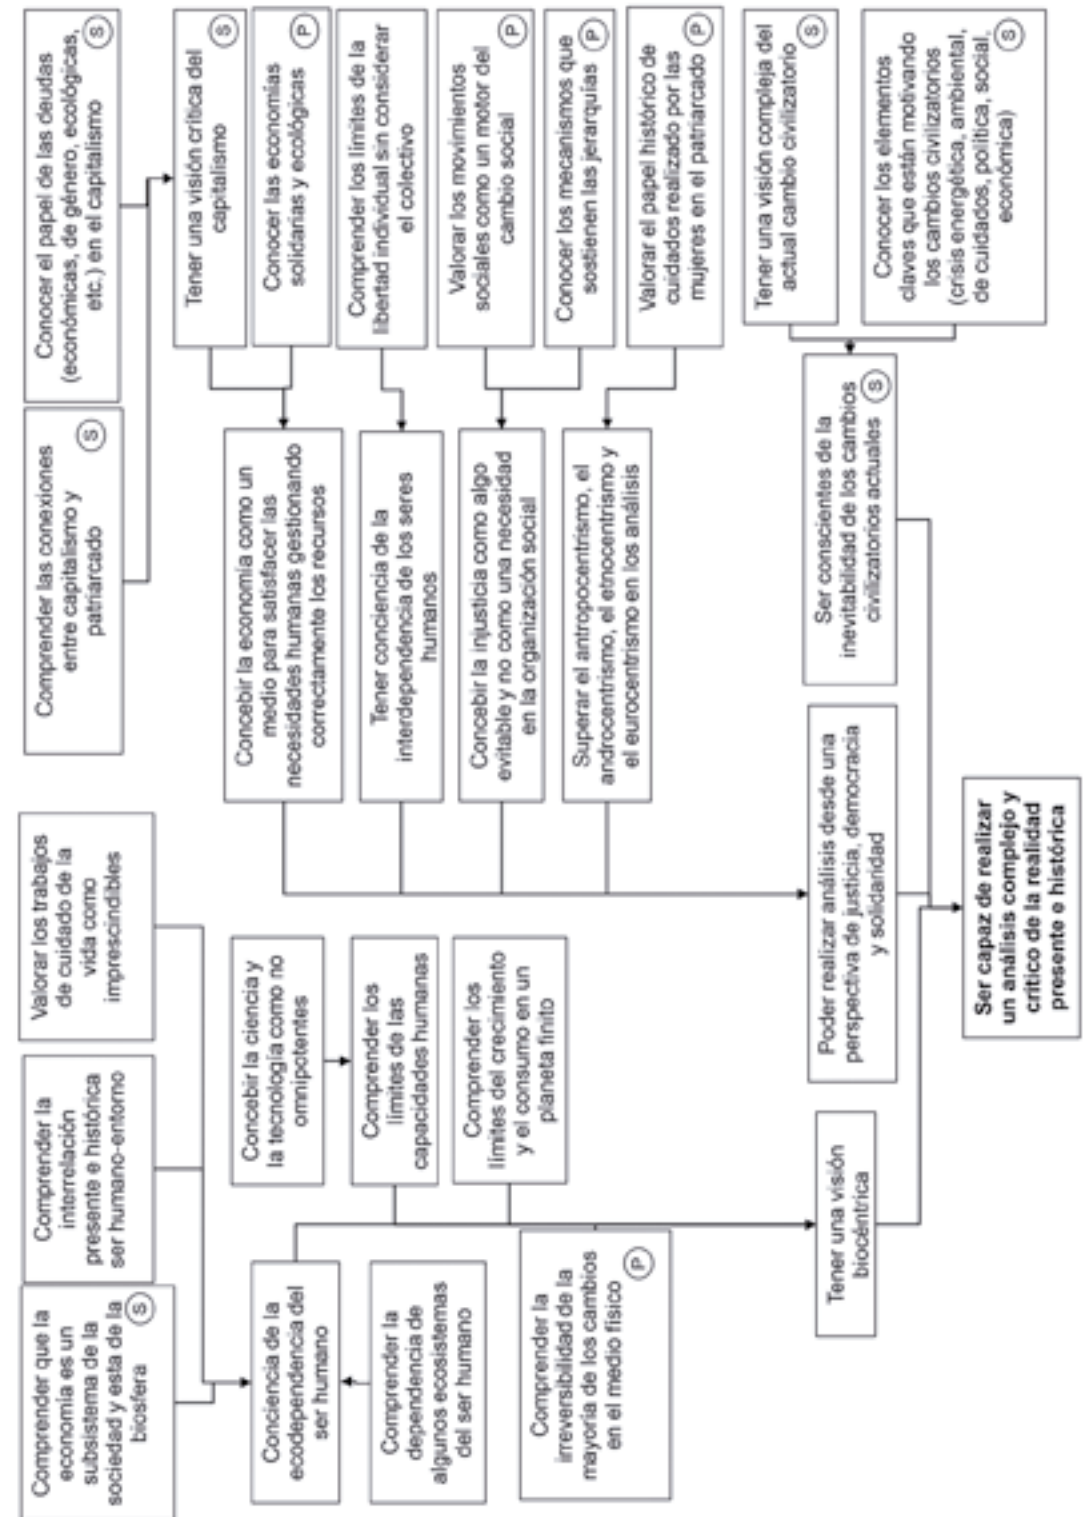 Comprender que la
economía es un
subsistema de la
sociedad y esta de la
biosfera
S
Comprender la
interrelación
presente e histórica
ser humano-entorno
Valorar los trabajos
de cuidado de la
vida como
imprescindibles
Comprender las conexiones
entre capitalismo y
patriarcado
S
Conocer el papel de las deudas
(económicas, de género, ecológicas,
etc.) en el capitalismo
S
Tener una visión crítica del
capitalismo
S
Conocer las economías
solidarias y ecológicas
P
Comprender los límites de la
libertad individual sin considerar
el colectivo
Valorar los movimientos
sociales como un motor del
cambio social
P
Conocer los mecanismos que
sostienen las jerarquías
P
Valorar el papel histórico de
cuidados realizado por las
mujeres en el patriarcado
P
Tener una visión compleja del
actual cambio civilizatorio
S
Conocer los elementos
claves que están motivando
los cambios civilizatorios
(crisis energética, ambiental,
de cuidados, política, social,
económica)
S
Conciencia de la
ecodependencia del
ser humano
Concebir la ciencia y
la tecnología como no
omnipotentes
Concebir la economía como un
medio para satisfacer las
necesidades humanas gestionando
correctamente los recursos
Comprender la
dependencia de
algunos ecosistemas
del ser humano
Comprender los
límites de las
capacidades humanas
Tener conciencia de la
interdependencia de los seres
humanos
Comprender los
límites del crecimiento
y el consumo en un
planeta finito
Concebir la injusticia como algo
evitable y no como una necesidad
en la organización social
Comprender la
irreversibilidad de la
mayoría de los cambios
en el medio físico
P
Superar el antropocentrismo, el
androcentrismo, el etnocentrismo y
el eurocentrismo en los análisis
Tener una visión
biocéntrica
Poder realizar análisis desde una
perspectiva de justicia, democracia
y solidaridad
Ser conscientes de la
inevitabilidad de los cambios
civilizatorios actuales
S
Ser capaz de realizar
un análisis complejo y
crítico de la realidad
presente e histórica